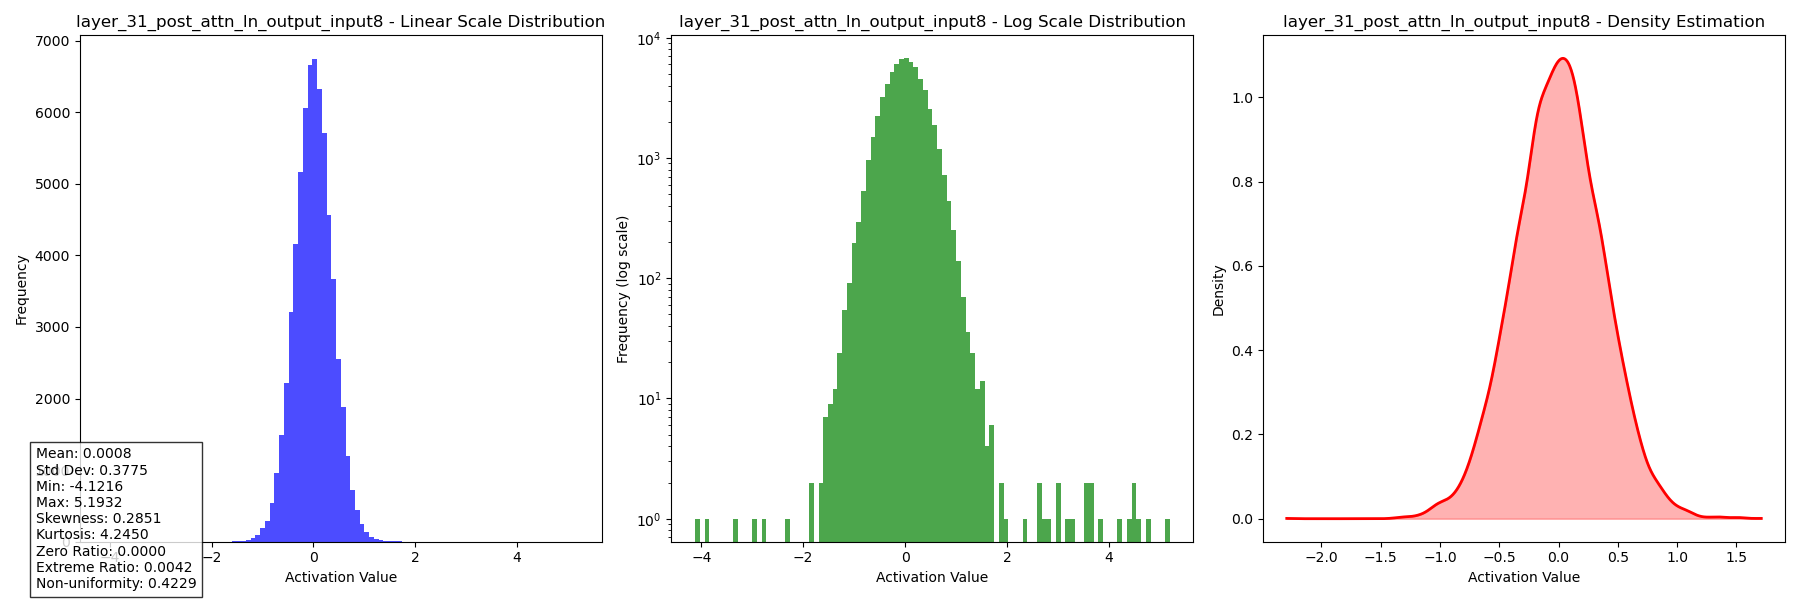 layer_31_post_attn_ln_output_input8 - Linear Scale Distribution
7000
6000
5000
4000
3000
2000
Frequency
−2
0
2
4
Activation Value
Mean: 0.0008
Std Dev: 0.3775
Min: -4.1216
Max: 5.1932
Skewness: 0.2851
Kurtosis: 4.2450
Zero Ratio: 0.0000
Extreme Ratio: 0.0042
Non-uniformity: 0.4229
layer_31_post_attn_ln_output_input8 - Log Scale Distribution
10⁴
10³
10²
10¹
10⁰
Frequency (log scale)
−4
−2
0
2
4
Activation Value
layer_31_post_attn_ln_output_input8 - Density Estimation
1.0
0.8
0.6
0.4
0.2
0.0
Density
−2.0
−1.5
−1.0
−0.5
0.0
0.5
1.0
1.5
Activation Value